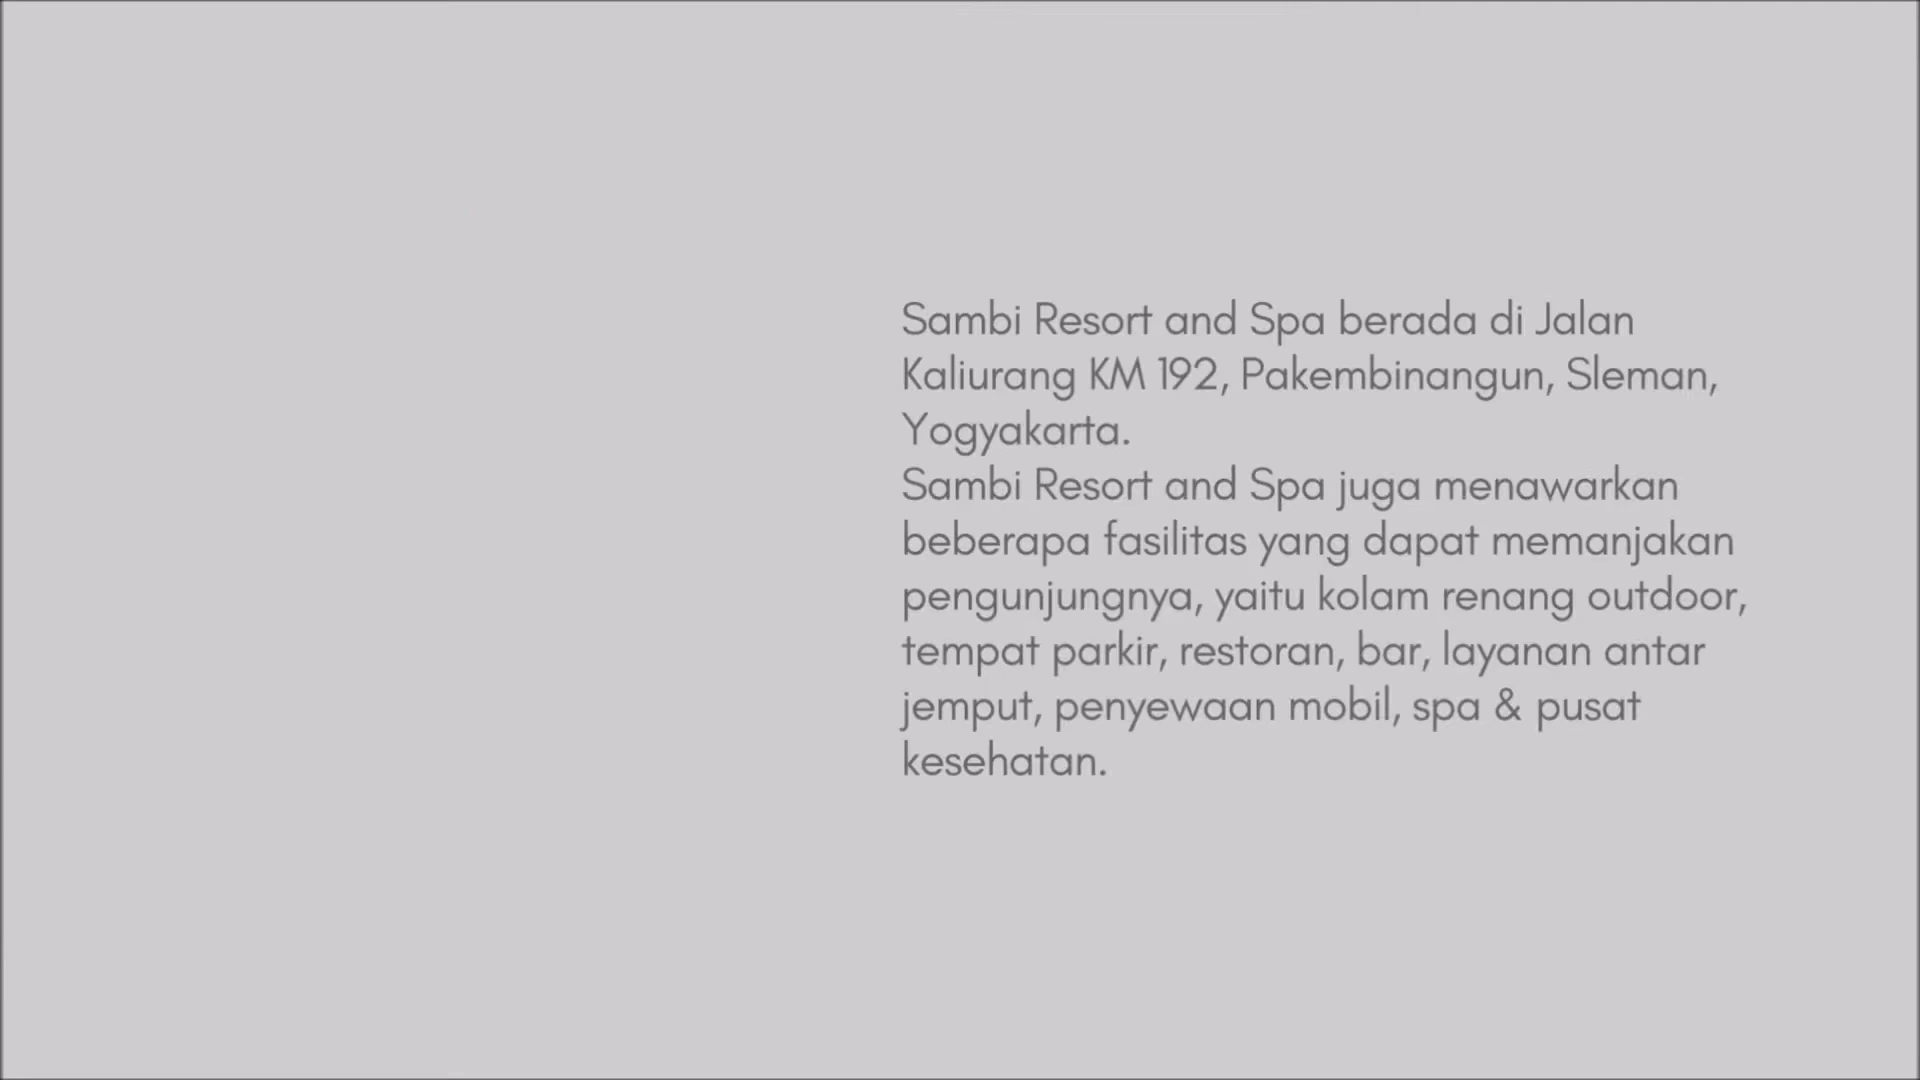 Sambi Resort and Spa berada di Jalan
Kaliurang KM 192, Pakembinangun, Sleman,
Yogyakarta.
Sambi Resort and Spa juga menawarkan
beberapa fasilitas yang dapat memanjakan
pengunjungnya, yaitu kolam renang outdoor,
tempat parkir, restoran, bar, layanan antar
jemput, penyewaan mobil, spa & pusat
kesehatan.